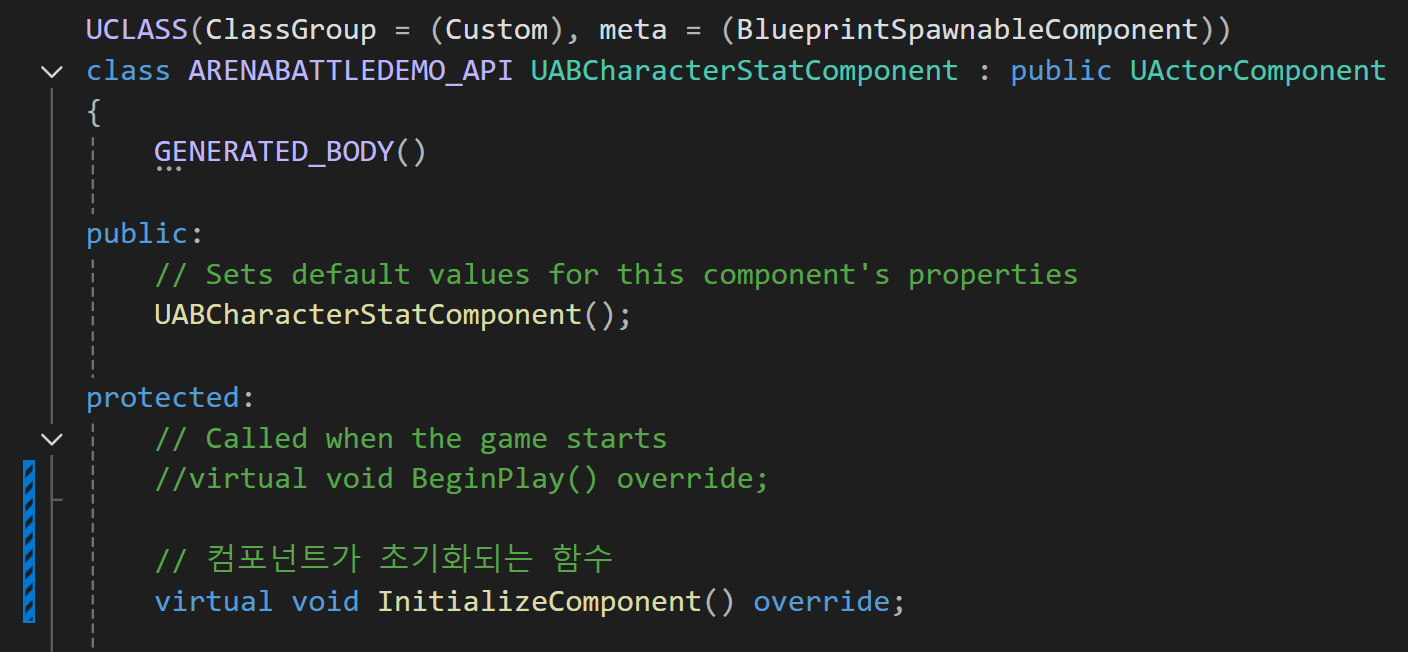 UCLASS(ClassGroup = (Custom), meta = (BlueprintSpawnableComponent))
class ARENABATTLEDEMO_API UABCharacterStatComponent : public UActorComponent
{
GENERATED_BODY()
public:
// Sets default values for this component's properties
UABCharacterStatComponent();
protected:
// Called when the game starts
//virtual void BeginPlay() override;
// 컴포넌트가 초기화되는 함수
virtual void InitializeComponent() override;